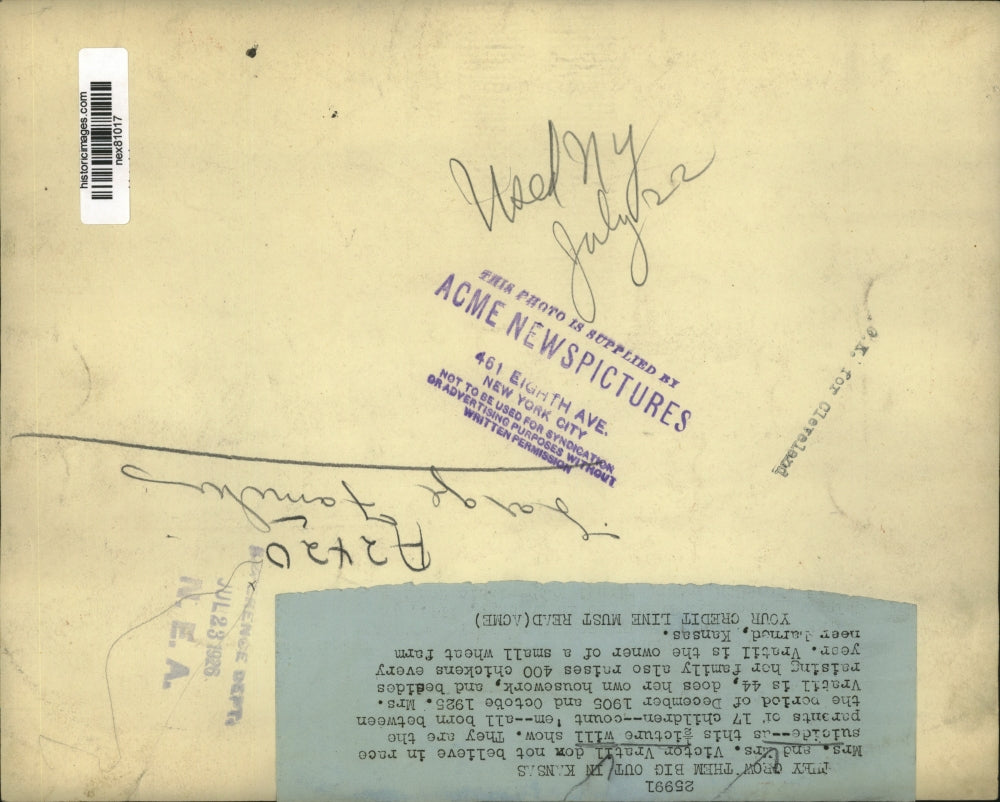 historicimages.com
nex81017
Used NY
July 22
THIS PHOTO IS SUPPLIED BY
ACME NEWSPICTURES
461 EIGHTH AVE.
NEW YORK CITY
NOT TO BE USED FOR SYNDICATION
OR ADVERTISING PURPOSES WITHOUT
WRITTEN PERMISSION
O.K. for Cleveland
Large Families
A2420
REFERENCE DEPT.
JUL 23 1926
N. E. A.
25991
THEY GROW THEM BIG OUT IN KANSAS
Mrs. and Mrs. Victor Vratil dox not believe in race
suicide--as this picture will show. They are the
parents of 17 children--count 'em--all born between
the period of December 1905 and Octobe 1925. Mrs.
Vratil is 44, does her own housework, and besides
raising her family also raises 400 chickens every
year. Vratil is the owner of a small wheat farm
neer Larned, Kansas.
YOUR CREDIT LINE MUST READ(ACME)